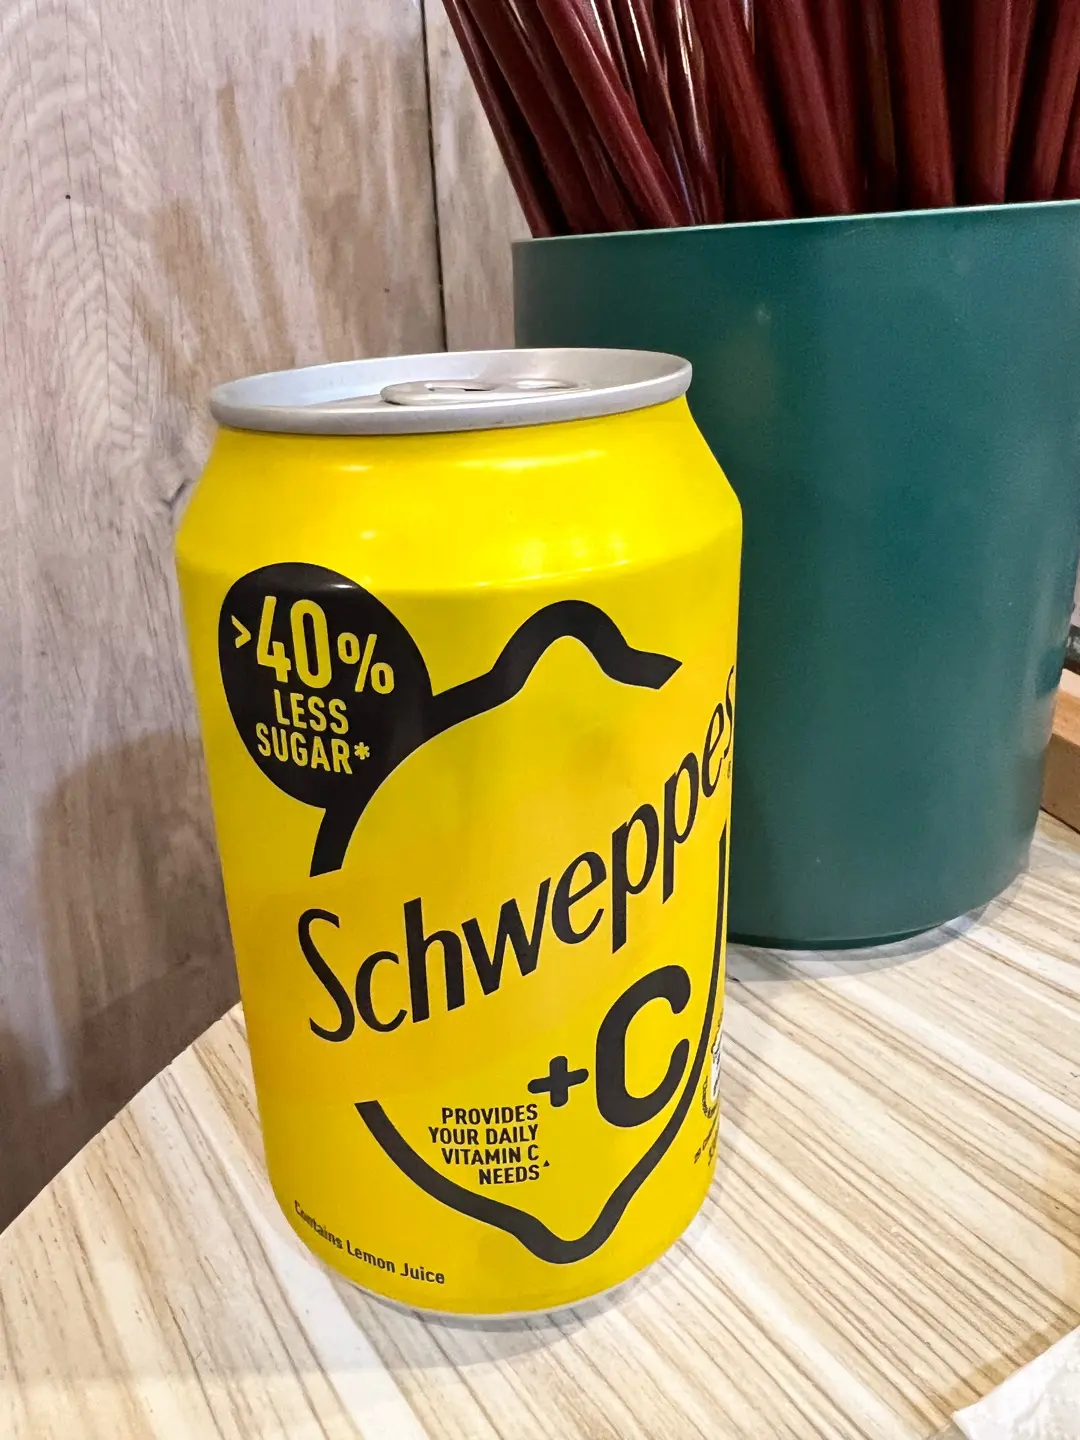 >40%
LESS
SUGAR*
Schweppes
+C
PROVIDES
YOUR DAILY
VITAMIN C
NEEDS▲
Contains Lemon Juice